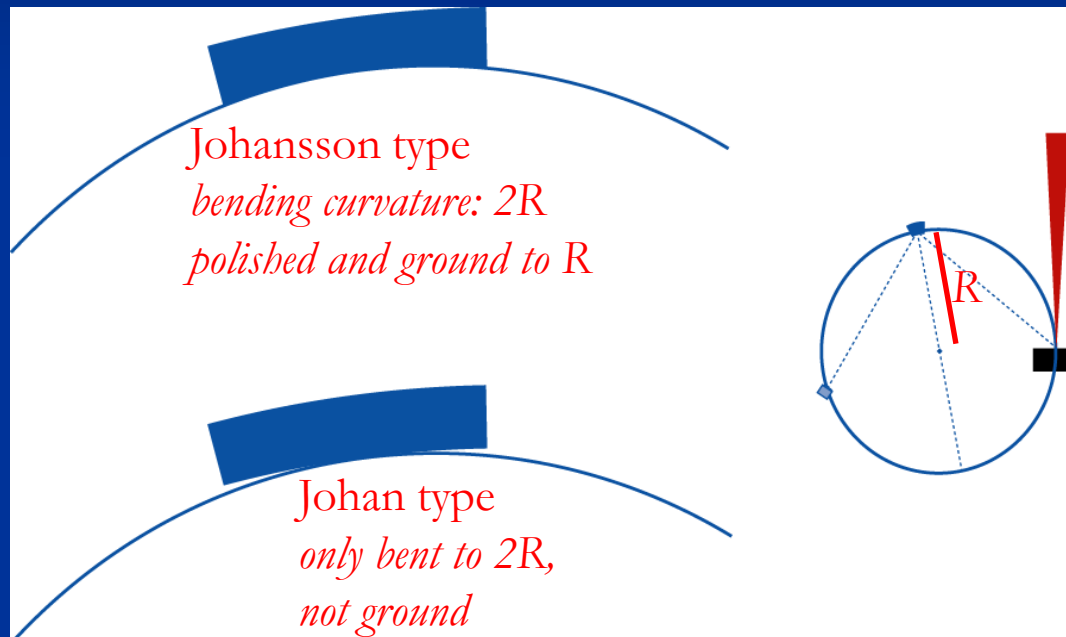 Johansson type
bending curvature: 2R
polished and ground to R
R
Johan type
only bent to 2R,
not ground